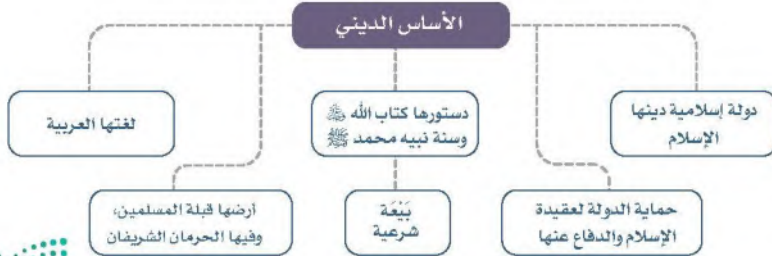 الأساس الديني
دولة إسلامية دينها
الإسلام
دستورها كتاب الله ﷻ
وسنة نبيه محمد ﷺ
لغتها العربية
حماية الدولة لعقيدة
الإسلام والدفاع عنها
بَيْعَة
شرعية
أرضها قبلة المسلمين،
وفيها الحرمان الشريفان